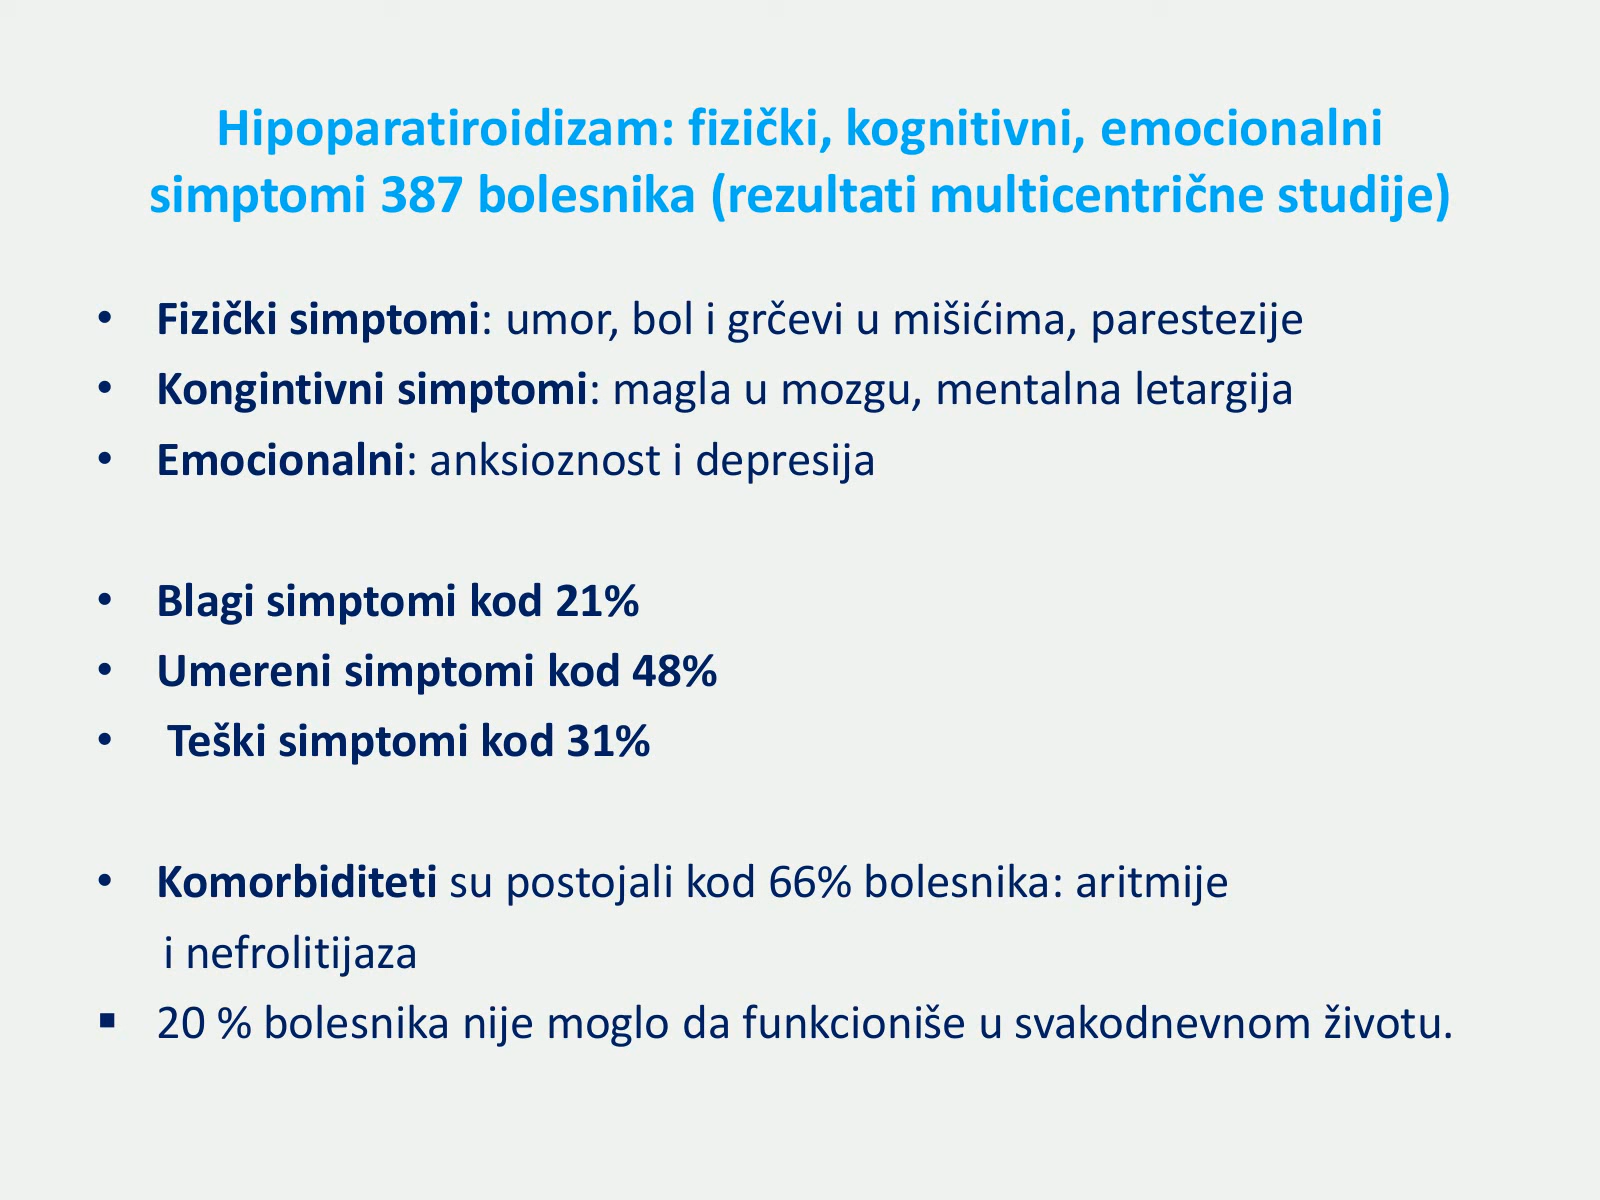 Hipoparatiroidizam: fizički, kognitivni, emocionalni
simptomi 387 bolesnika (rezultati multicentrične studije)
• Fizički simptomi: umor, bol i grčevi u mišićima, parestezije
• Kongintivni simptomi: magla u mozgu, mentalna letargija
• Emocionalni: anksioznost i depresija
• Blagi simptomi kod 21%
• Umereni simptomi kod 48%
• Teški simptomi kod 31%
• Komorbiditeti su postojali kod 66% bolesnika: aritmije
i nefrolitijaza
▪ 20 % bolesnika nije moglo da funkcioniše u svakodnevnom životu.